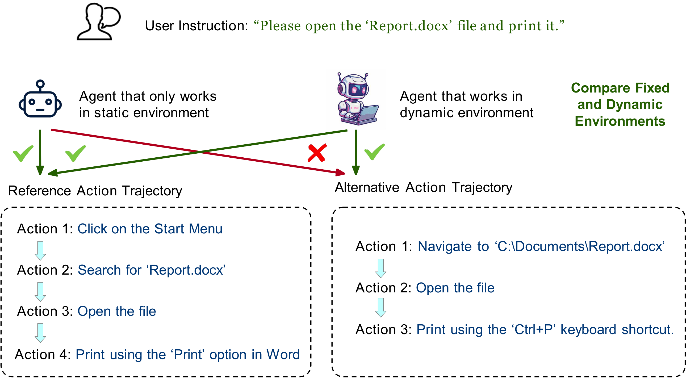 User Instruction: “Please open the ‘Report.docx’ file and print it.”
Agent that only works
in static environment
Agent that works in
dynamic environment
Compare Fixed
and Dynamic
Environments
Reference Action Trajectory
Action 1: Click on the Start Menu
Action 2: Search for ‘Report.docx’
Action 3: Open the file
Action 4: Print using the ‘Print’ option in Word
Alternative Action Trajectory
Action 1: Navigate to ‘C:\Documents\Report.docx’
Action 2: Open the file
Action 3: Print using the ‘Ctrl+P’ keyboard shortcut.